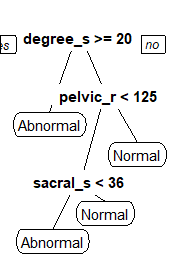 es degree_s >= 20 no
pelvic_r < 125
Abnormal
Normal
sacral_s < 36
Normal
Abnormal